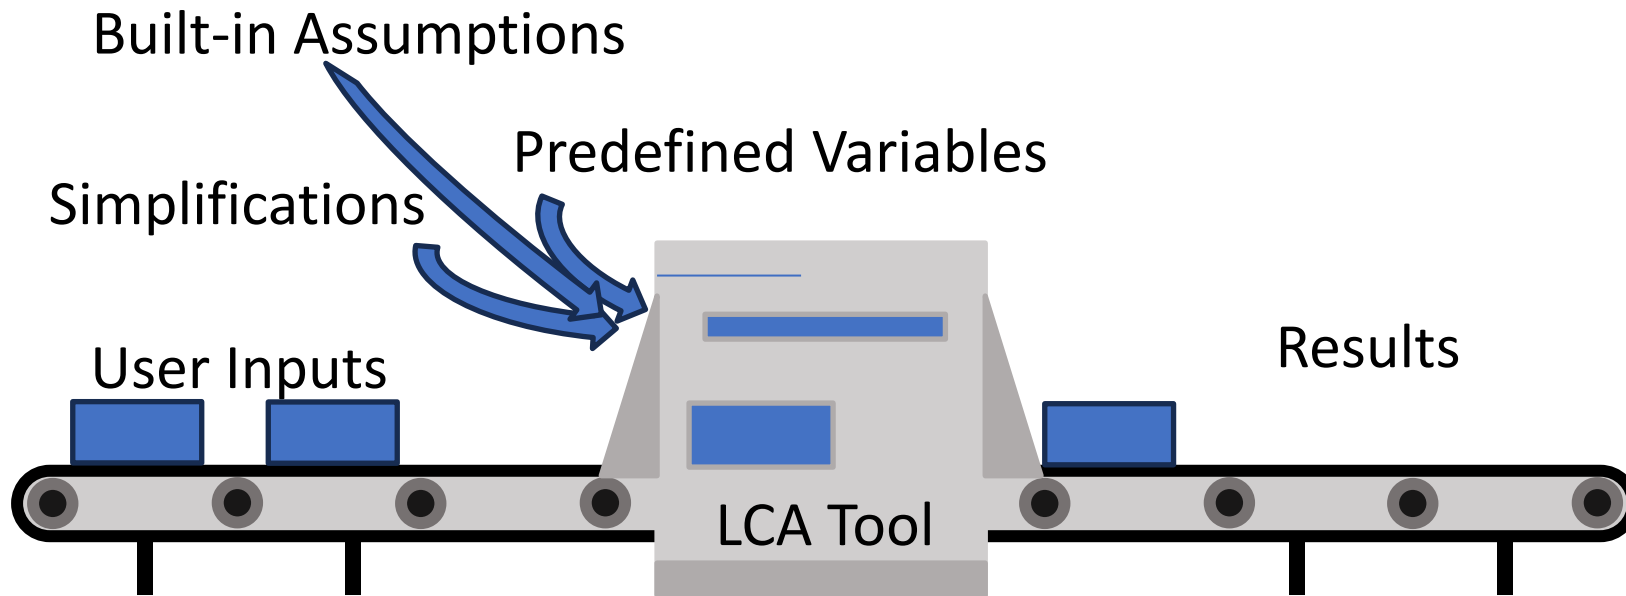 Built-in Assumptions
Predefined Variables
Simplifications
User Inputs
Results
LCA Tool